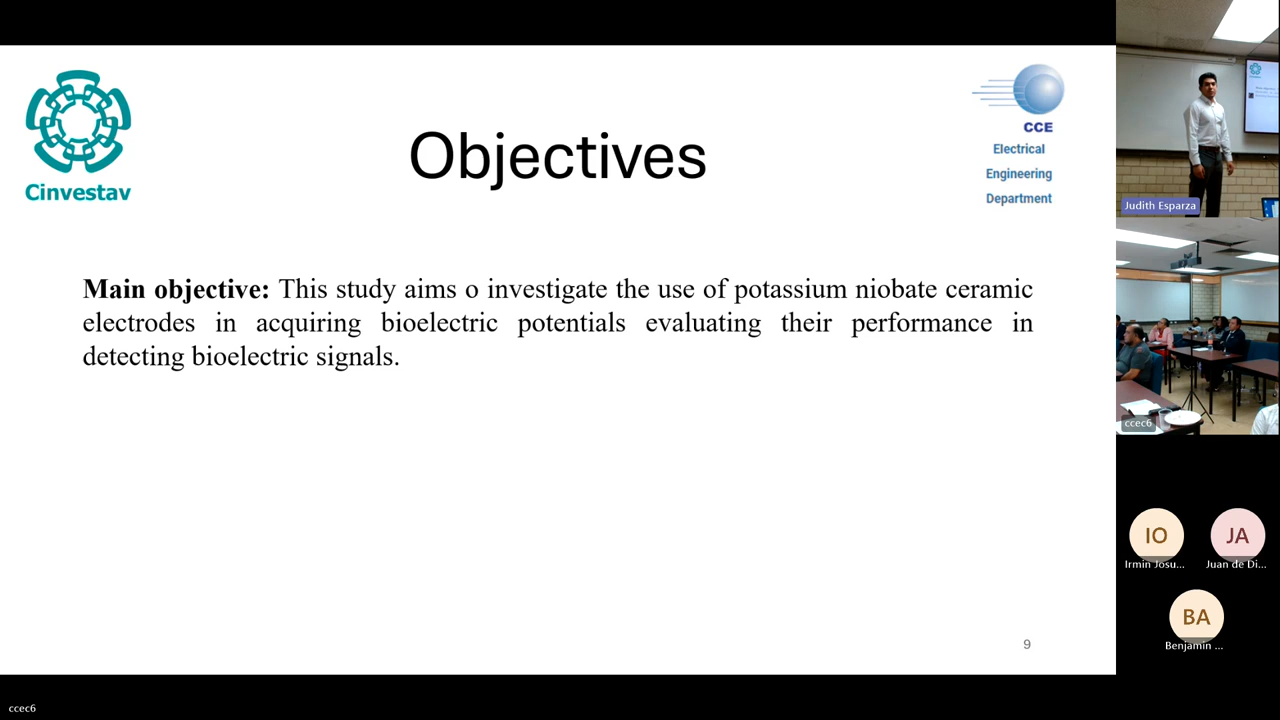 Cinvestav
Objectives
CCE
Electrical
Engineering
Department
Main objective: This study aims o investigate the use of potassium niobate ceramic
electrodes in acquiring bioelectric potentials evaluating their performance in
detecting bioelectric signals.
9
Judith Esparza
ccec6
IO
Irmin Josu...
JA
Juan de Di...
BA
Benjamin ...
ccec6